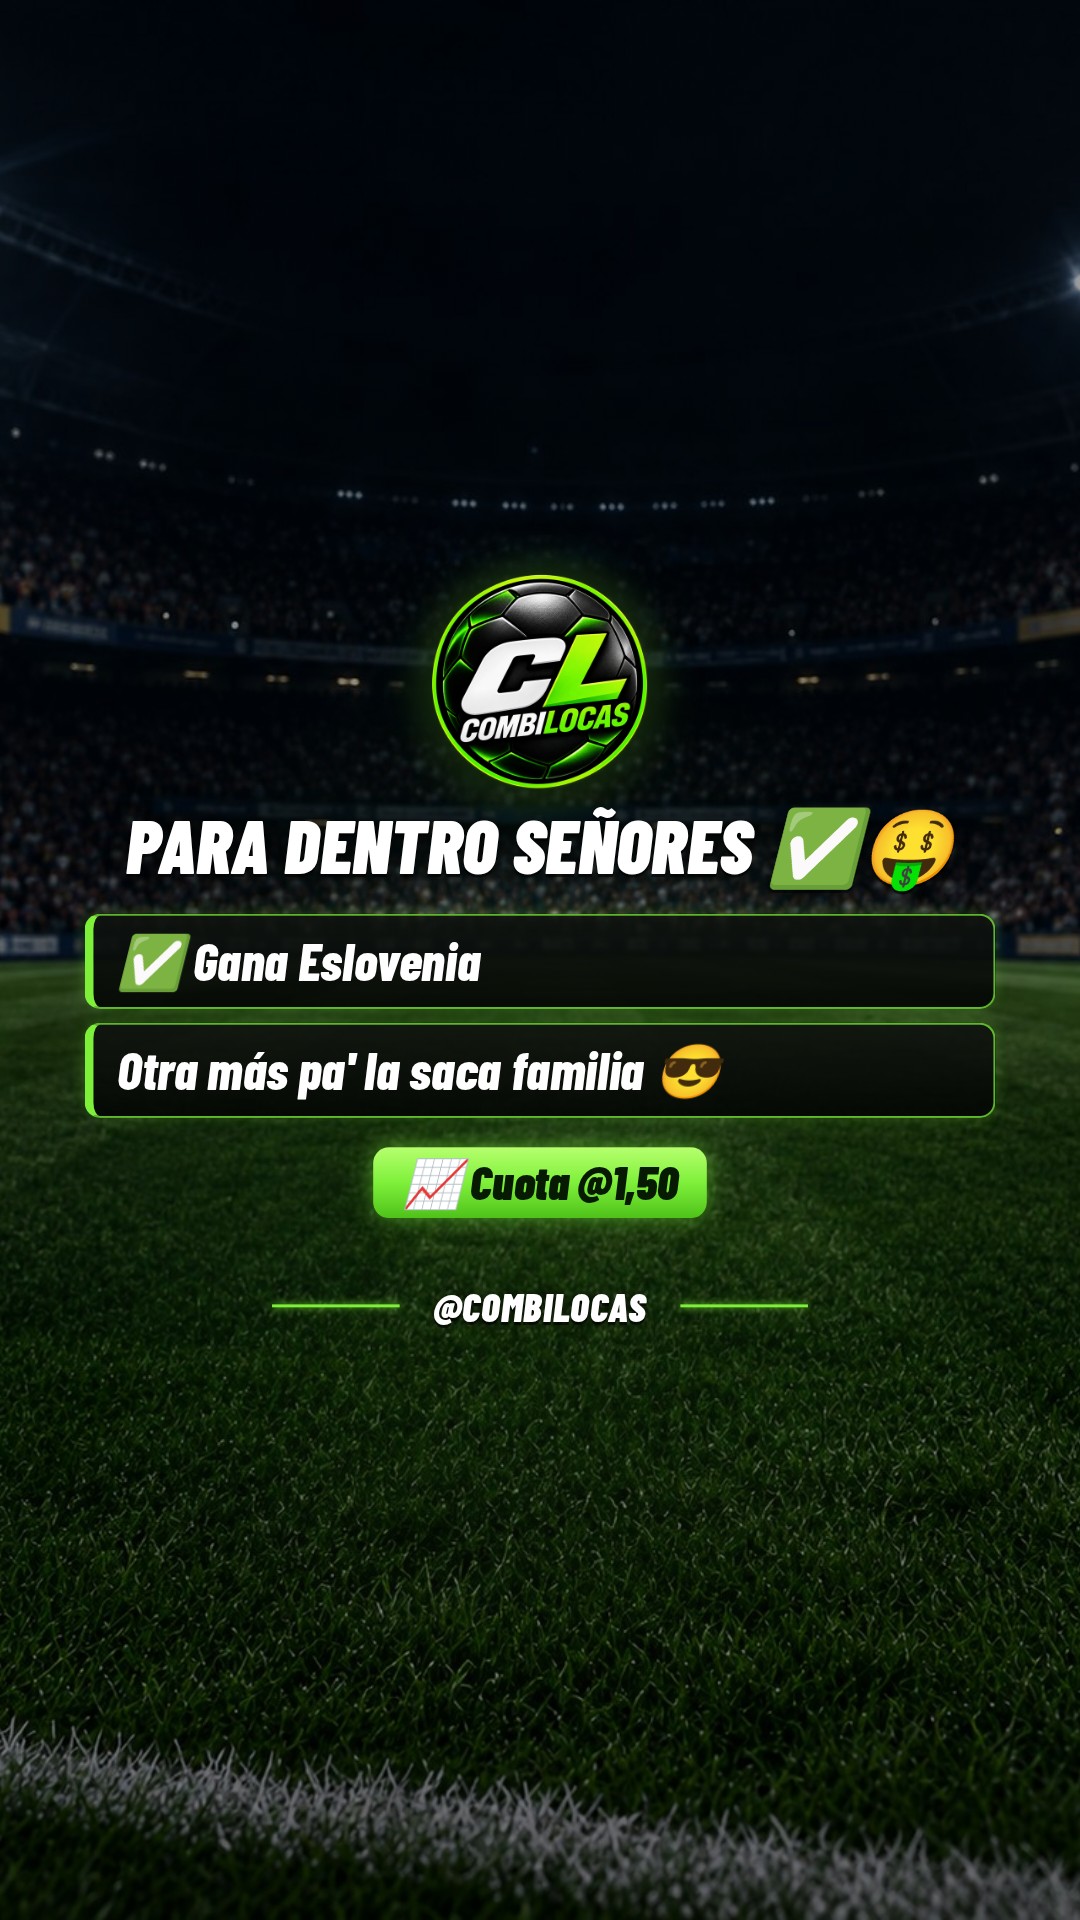 CL
COMBILOCAS
PARA DENTRO SEÑORES ✅🤑
✅ Gana Eslovenia
Otra más pa' la saca familia 😎
📈 Cuota @1,50
@COMBILOCAS